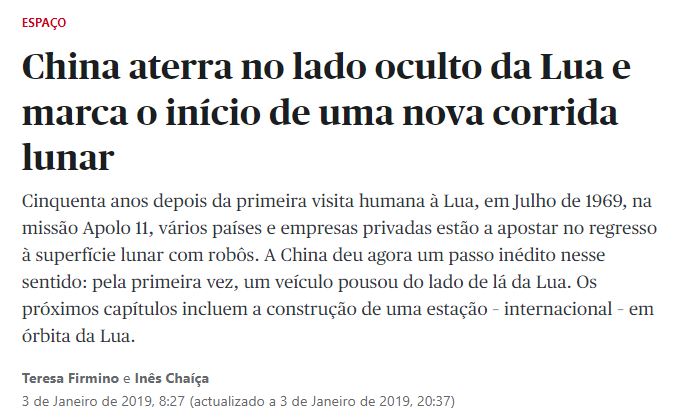 ESPAÇO
China aterra no lado oculto da Lua e
marca o início de uma nova corrida
lunar
Cinquenta anos depois da primeira visita humana à Lua, em Julho de 1969, na
missão Apolo 11, vários países e empresas privadas estão a apostar no regresso
à superfície lunar com robôs. A China deu agora um passo inédito nesse
sentido: pela primeira vez, um veículo pousou do lado de lá da Lua. Os
próximos capítulos incluem a construção de uma estação – internacional – em
órbita da Lua.
Teresa Firmino e Inês Chaíça
3 de Janeiro de 2019, 8:27 (actualizado a 3 de Janeiro de 2019, 20:37)